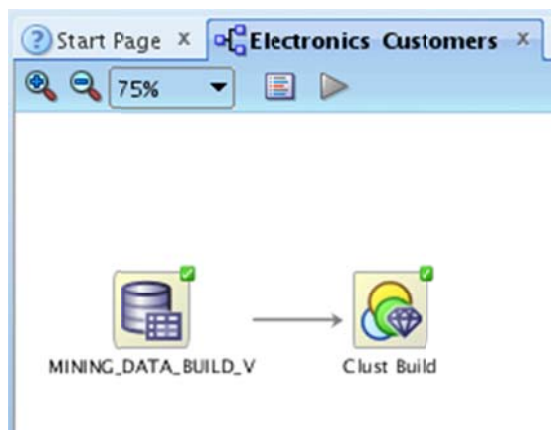 Start Page x Electronics Customers x
75%
MINING_DATA_BUILD_V Clust Build